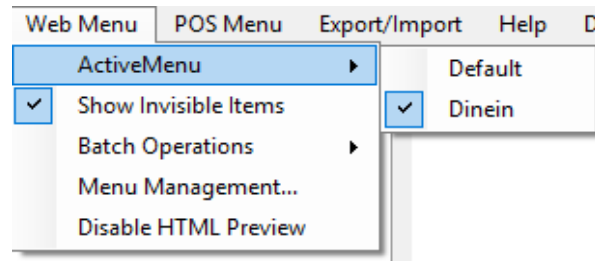 Web Menu POS Menu Export/Import Help D
ActiveMenu Default
Show Invisible Items Dinein
Batch Operations
Menu Management...
Disable HTML Preview